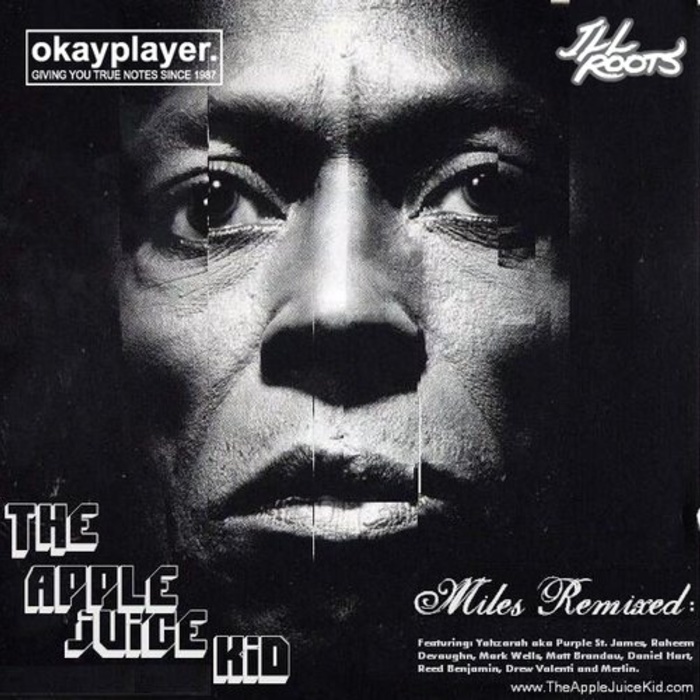 okayplayer.
GIVING YOU TRUE NOTES SINCE 1987
ILL
ROOTS
THE
APPLE
JUICE
KID
Miles Remixed:
Featuring: Yahzarah aka Purple St. James, Raheem
Devaughn, Mark Wells, Matt Brandau, Daniel Hart,
Reed Benjamin, Drew Valenti and Merlin.
www.TheAppleJuiceKid.com